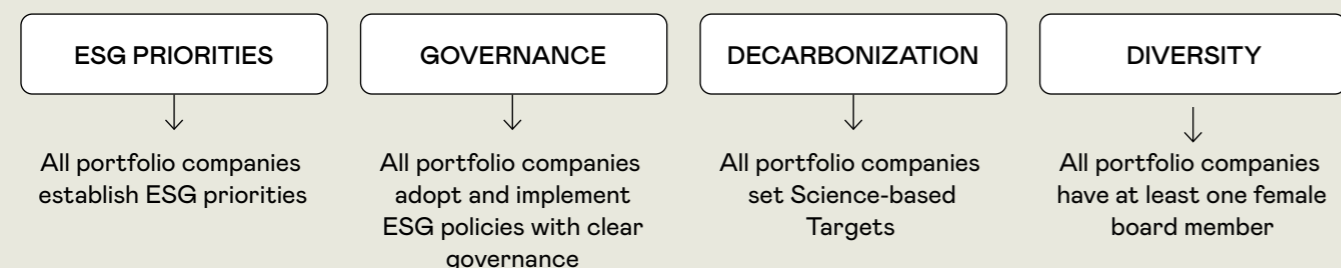 ESG PRIORITIES
All portfolio companies
establish ESG priorities
GOVERNANCE
All portfolio companies
adopt and implement
ESG policies with clear
governance
DECARBONIZATION
All portfolio companies
set Science-based
Targets
DIVERSITY
All portfolio companies
have at least one female
board member